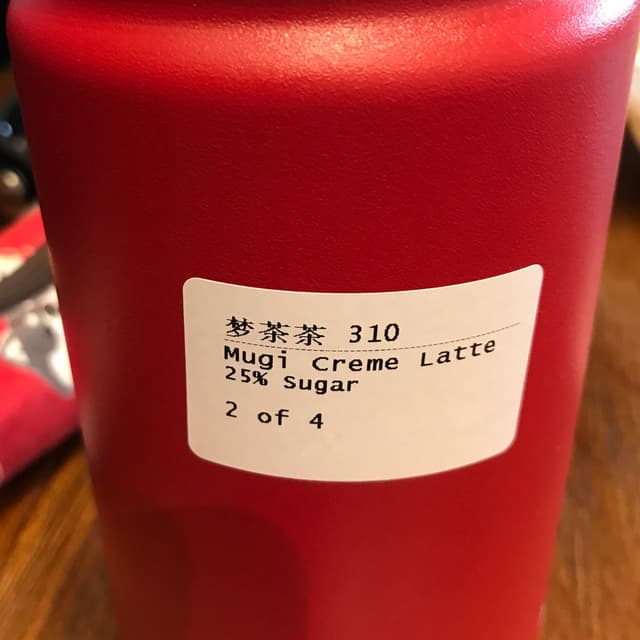 梦茶茶 310
Mugi Creme Latte
25% Sugar
2 of 4